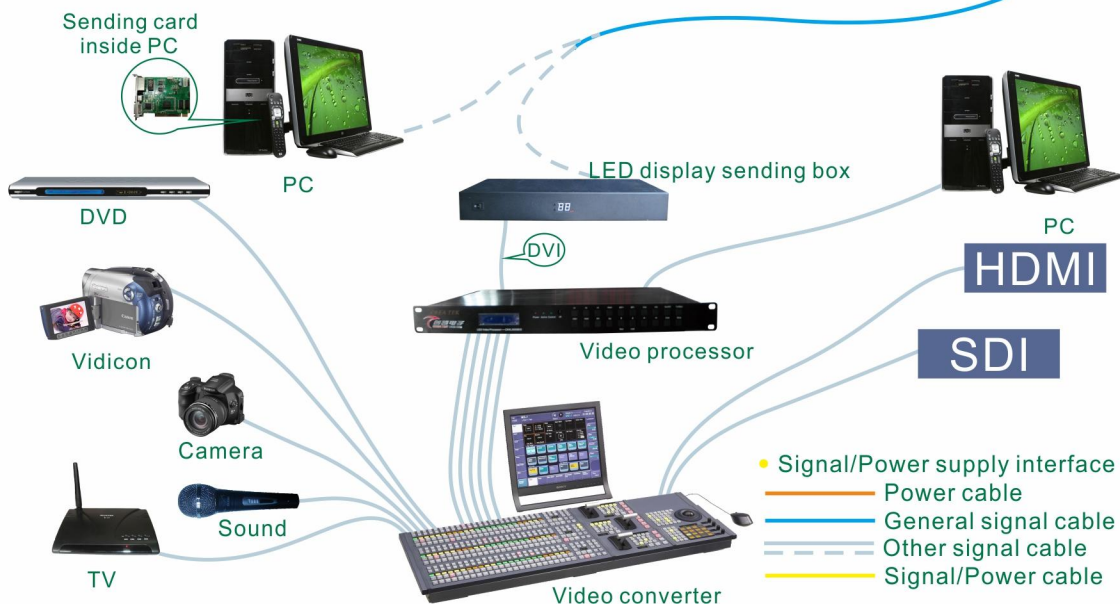 Sending card
inside PC
PC
LED display sending box
DVD
DVI
PC
HDMI
Vidicon
Video processor
SDI
Camera
Signal/Power supply interface
Power cable
Sound
General signal cable
Other signal cable
TV
Signal/Power cable
Video converter